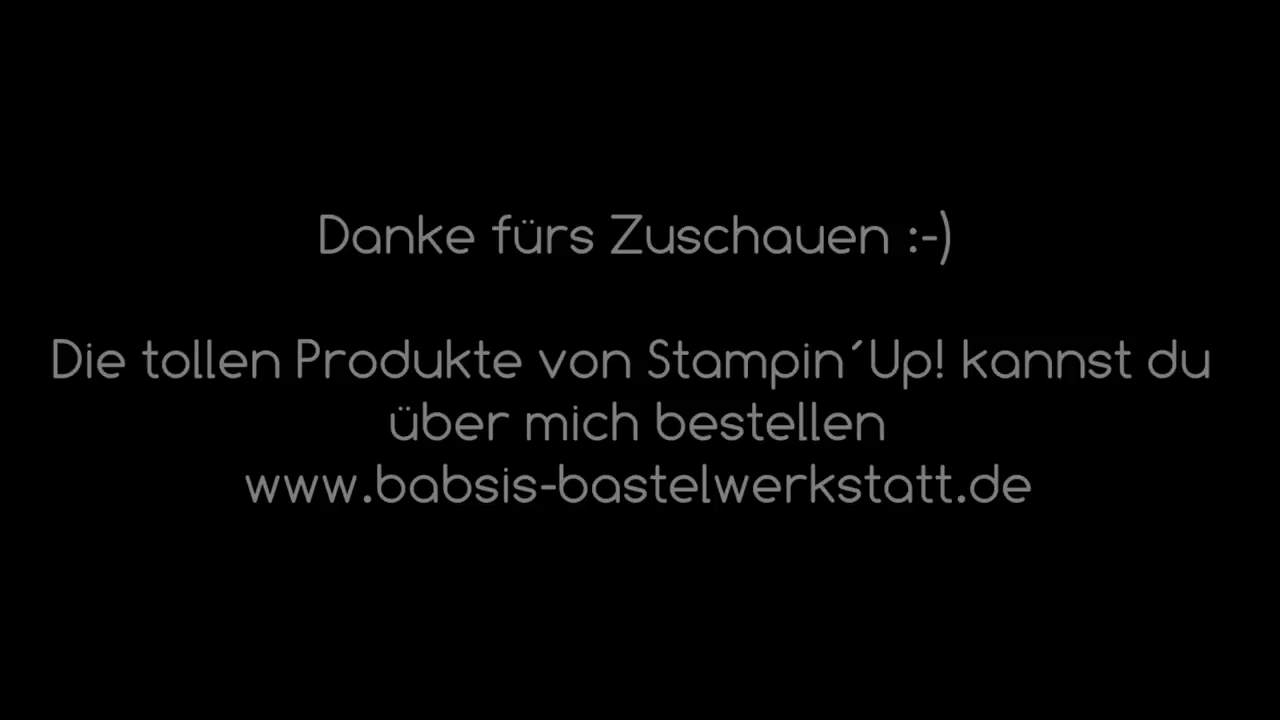 Danke fürs Zuschauen :-)
Die tollen Produkte von Stampin´Up! kannst du
über mich bestellen
www.babsis-bastelwerkstatt.de